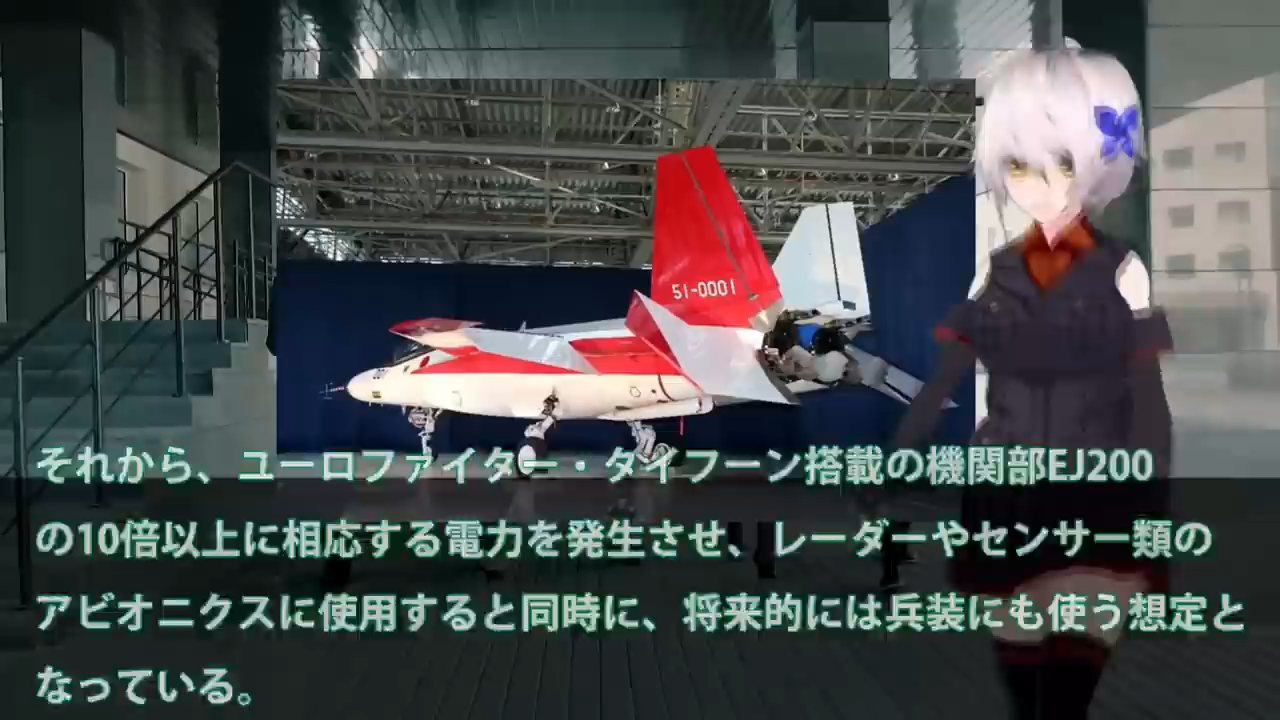 51-0001
それから、ユーロファイター・タイフーン搭載の機関部EJ200
の10倍以上に相応する電力を発生させ、レーダーやセンサー類の
アビオニクスに使用すると同時に、将来的には兵装にも使う想定と
なっている。